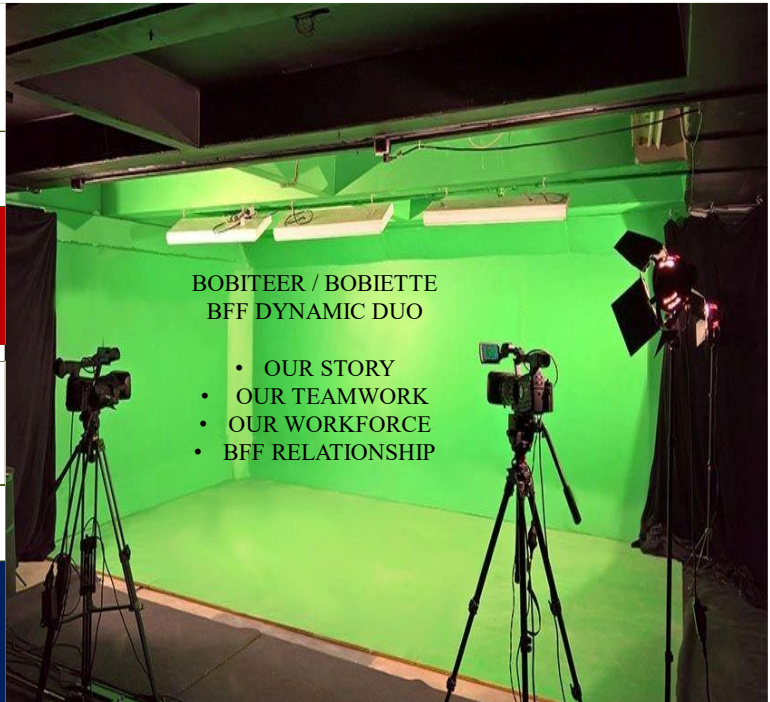 BOBITEER / BOBIETTE
BFF DYNAMIC DUO
• OUR STORY
• OUR TEAMWORK
• OUR WORKFORCE
• BFF RELATIONSHIP